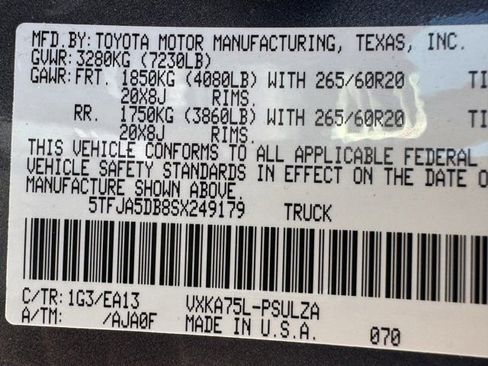 MFD. BY: TOYOTA MOTOR MANUFACTURING, TEXAS, INC.
GVWR: 3280KG (7230LB)
GAWR: FRT. 1850KG (4080LB) WITH 265/60R20 TI
20X8J RIMS.
RR. 1750KG (3860LB) WITH 265/60R20 TI
20X8J RIMS.
THIS VEHICLE CONFORMS TO ALL APPLICABLE FEDERAL
VEHICLE SAFETY STANDARDS IN EFFECT ON THE DATE O
MANUFACTURE SHOWN ABOVE
5TFJA5DB8SX249179 TRUCK
C/TR: 1G3/EA13 VXKA75L-PSULZA
A/TM: /AJA0F MADE IN U.S.A. 070